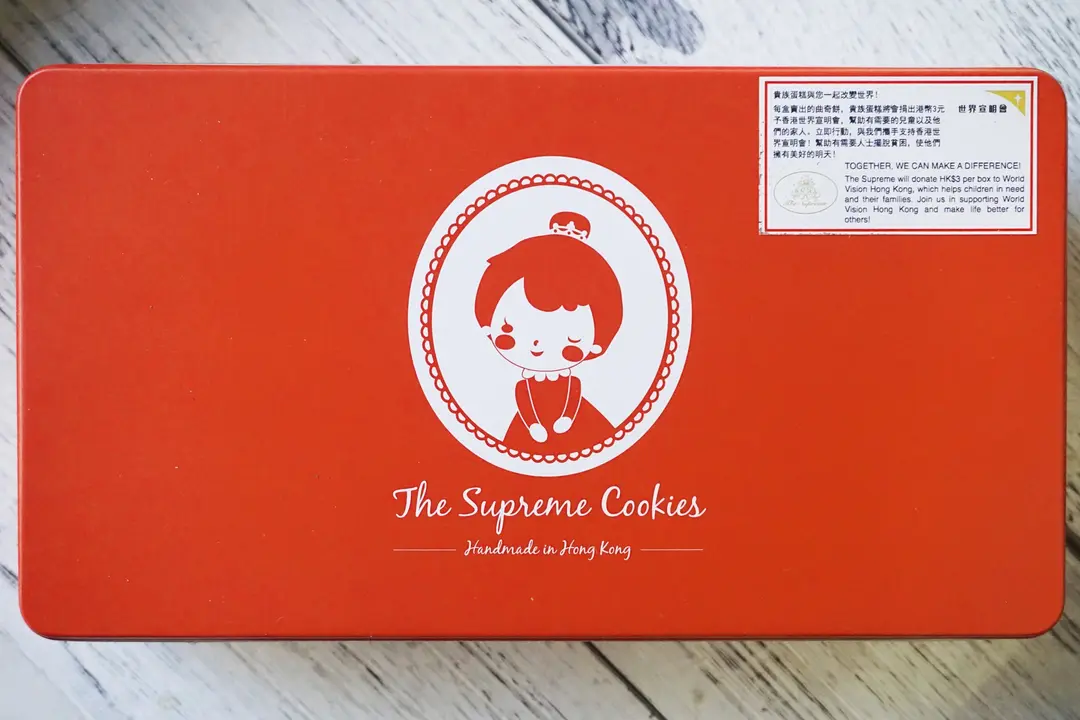 貴族蛋糕與您一起改變世界!
每盒賣出的曲奇餅，貴族蛋糕將會捐出港幣3元
予香港世界宣明會，幫助有需要的兒童以及他
們的家人。立即行動，與我們攜手支持香港世
界宣明會！幫助有需要人士擺脫貧困，使他們
擁有美好的明天!
世界宣明會
TOGETHER, WE CAN MAKE A DIFFERENCE!
The Supreme will donate HK$3 per box to World
Vision Hong Kong, which helps children in need
and their families. Join us in supporting World
Vision Hong Kong and make life better for
others!
The Supreme
The Supreme Cookies
Handmade in Hong Kong